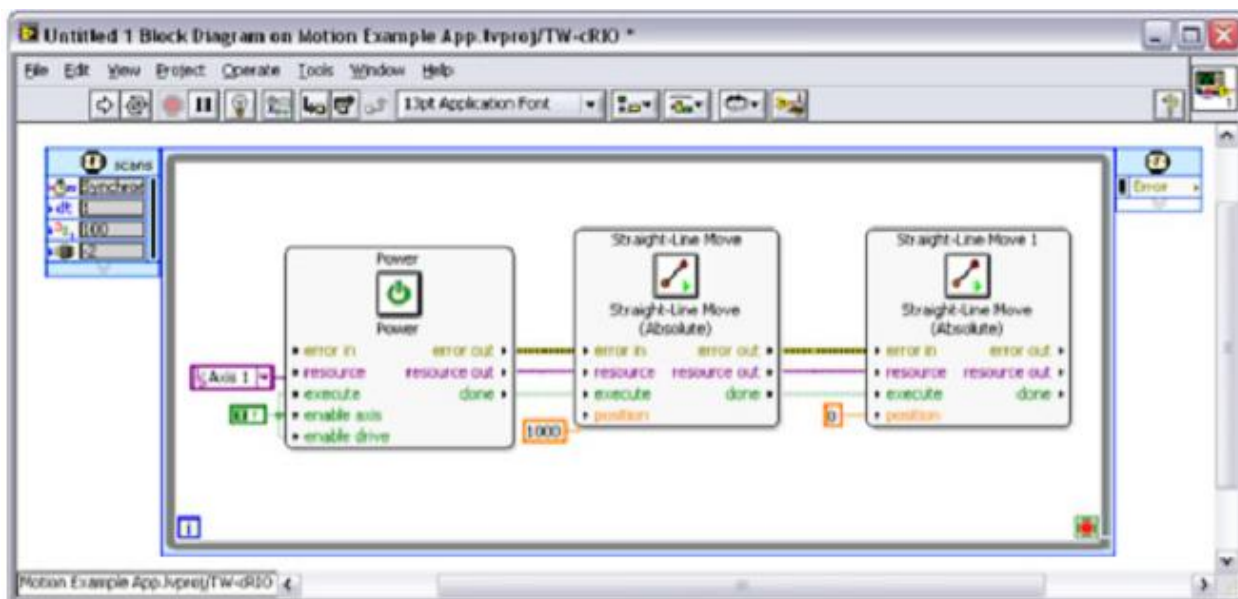 Untitled 1 Block Diagram on Motion Example App.lvproj/TW-cRIO *
File Edit View Project Operate Tools Window Help
13pt Application Font
1
scans
dt 1
100
-2
Error
Power
Power
error in error out
resource resource out
execute done
enable axis
enable drive
Axis 1
T
1000
Straight-Line Move
Straight-Line Move
(Absolute)
error in error out
resource resource out
execute done
position
0
Straight-Line Move 1
Straight-Line Move
(Absolute)
error in error out
resource resource out
execute done
position
i
Motion Example App.lvproj/TW-cRIO